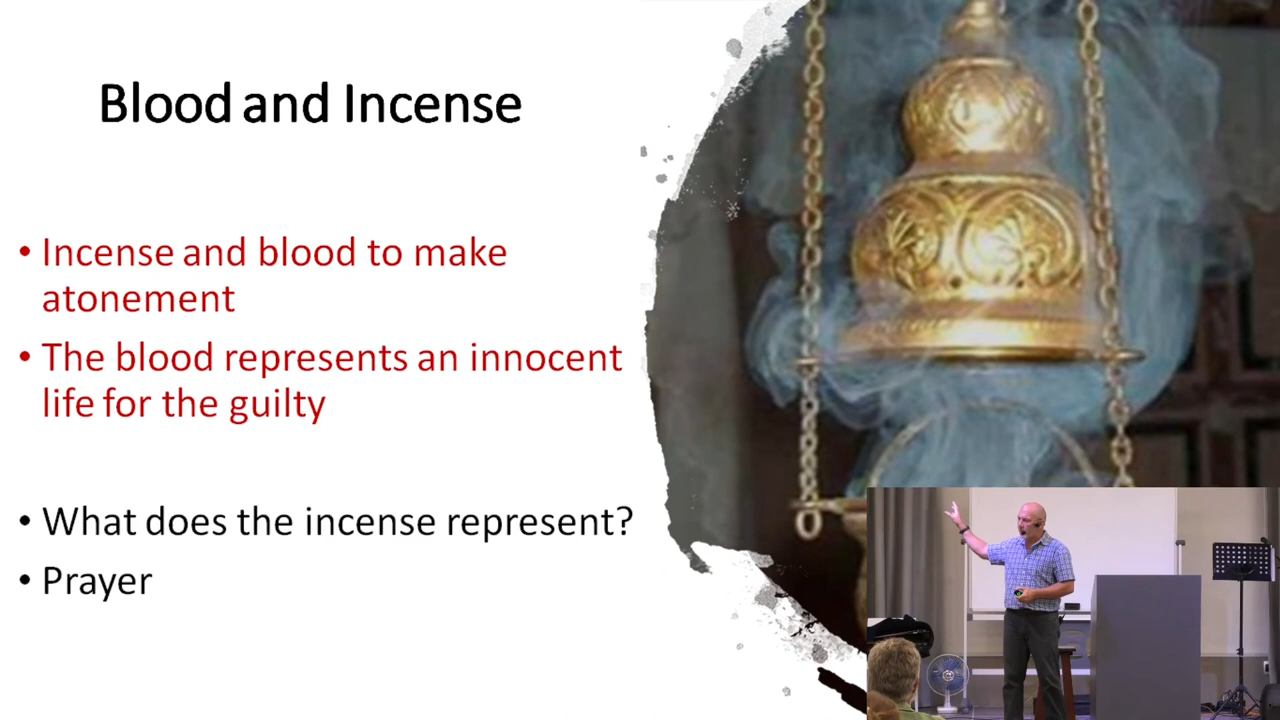 Blood and Incense
• Incense and blood to make
atonement
• The blood represents an innocent
life for the guilty
• What does the incense represent?
• Prayer